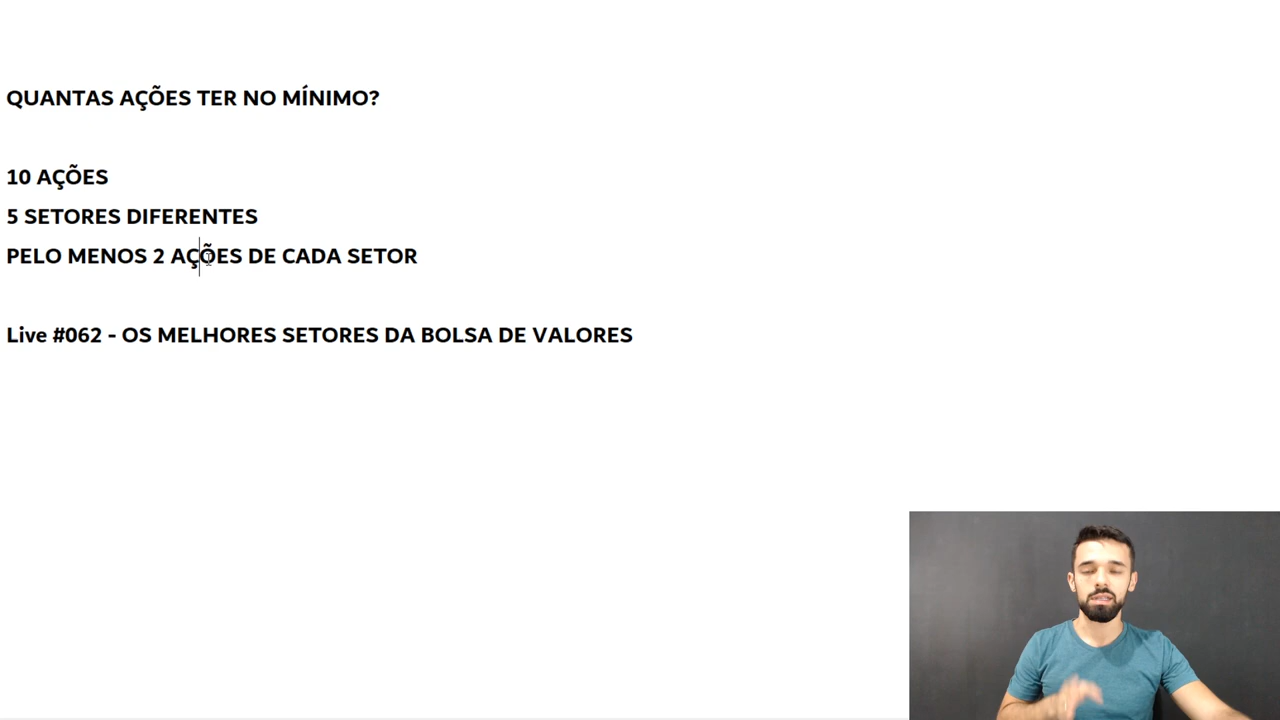 QUANTAS AÇÕES TER NO MÍNIMO?
10 AÇÕES
5 SETORES DIFERENTES
PELO MENOS 2 AÇÕES DE CADA SETOR
Live #062 - OS MELHORES SETORES DA BOLSA DE VALORES